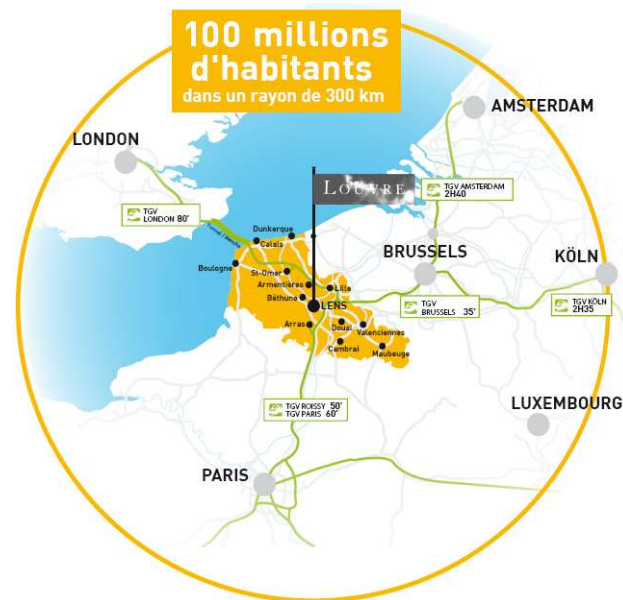 100 millions
d'habitants
dans un rayon de 300 km
AMSTERDAM
LONDON
LOUVRE
TGV AMSTERDAM
2H40
TGV
LONDON 80'
Tunnel / Manche
Dunkerque
Calais
Boulogne
St-Omer
Armentières
Lille
Béthune
LENS
BRUSSELS
KÖLN
TGV
BRUSSELS 35'
TGV KÖLN
2H35
Arras
Douai
Valenciennes
Cambrai
Maubeuge
TGV ROISSY 50'
TGV PARIS 60'
LUXEMBOURG
PARIS